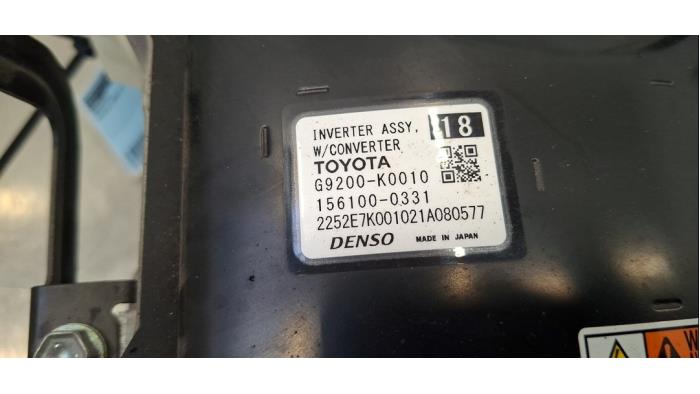 INVERTER ASSY, 18
W/CONVERTER
TOYOTA
G9200-K0010
156100-0331
2252E7K001021A080577
DENSO MADE IN JAPAN